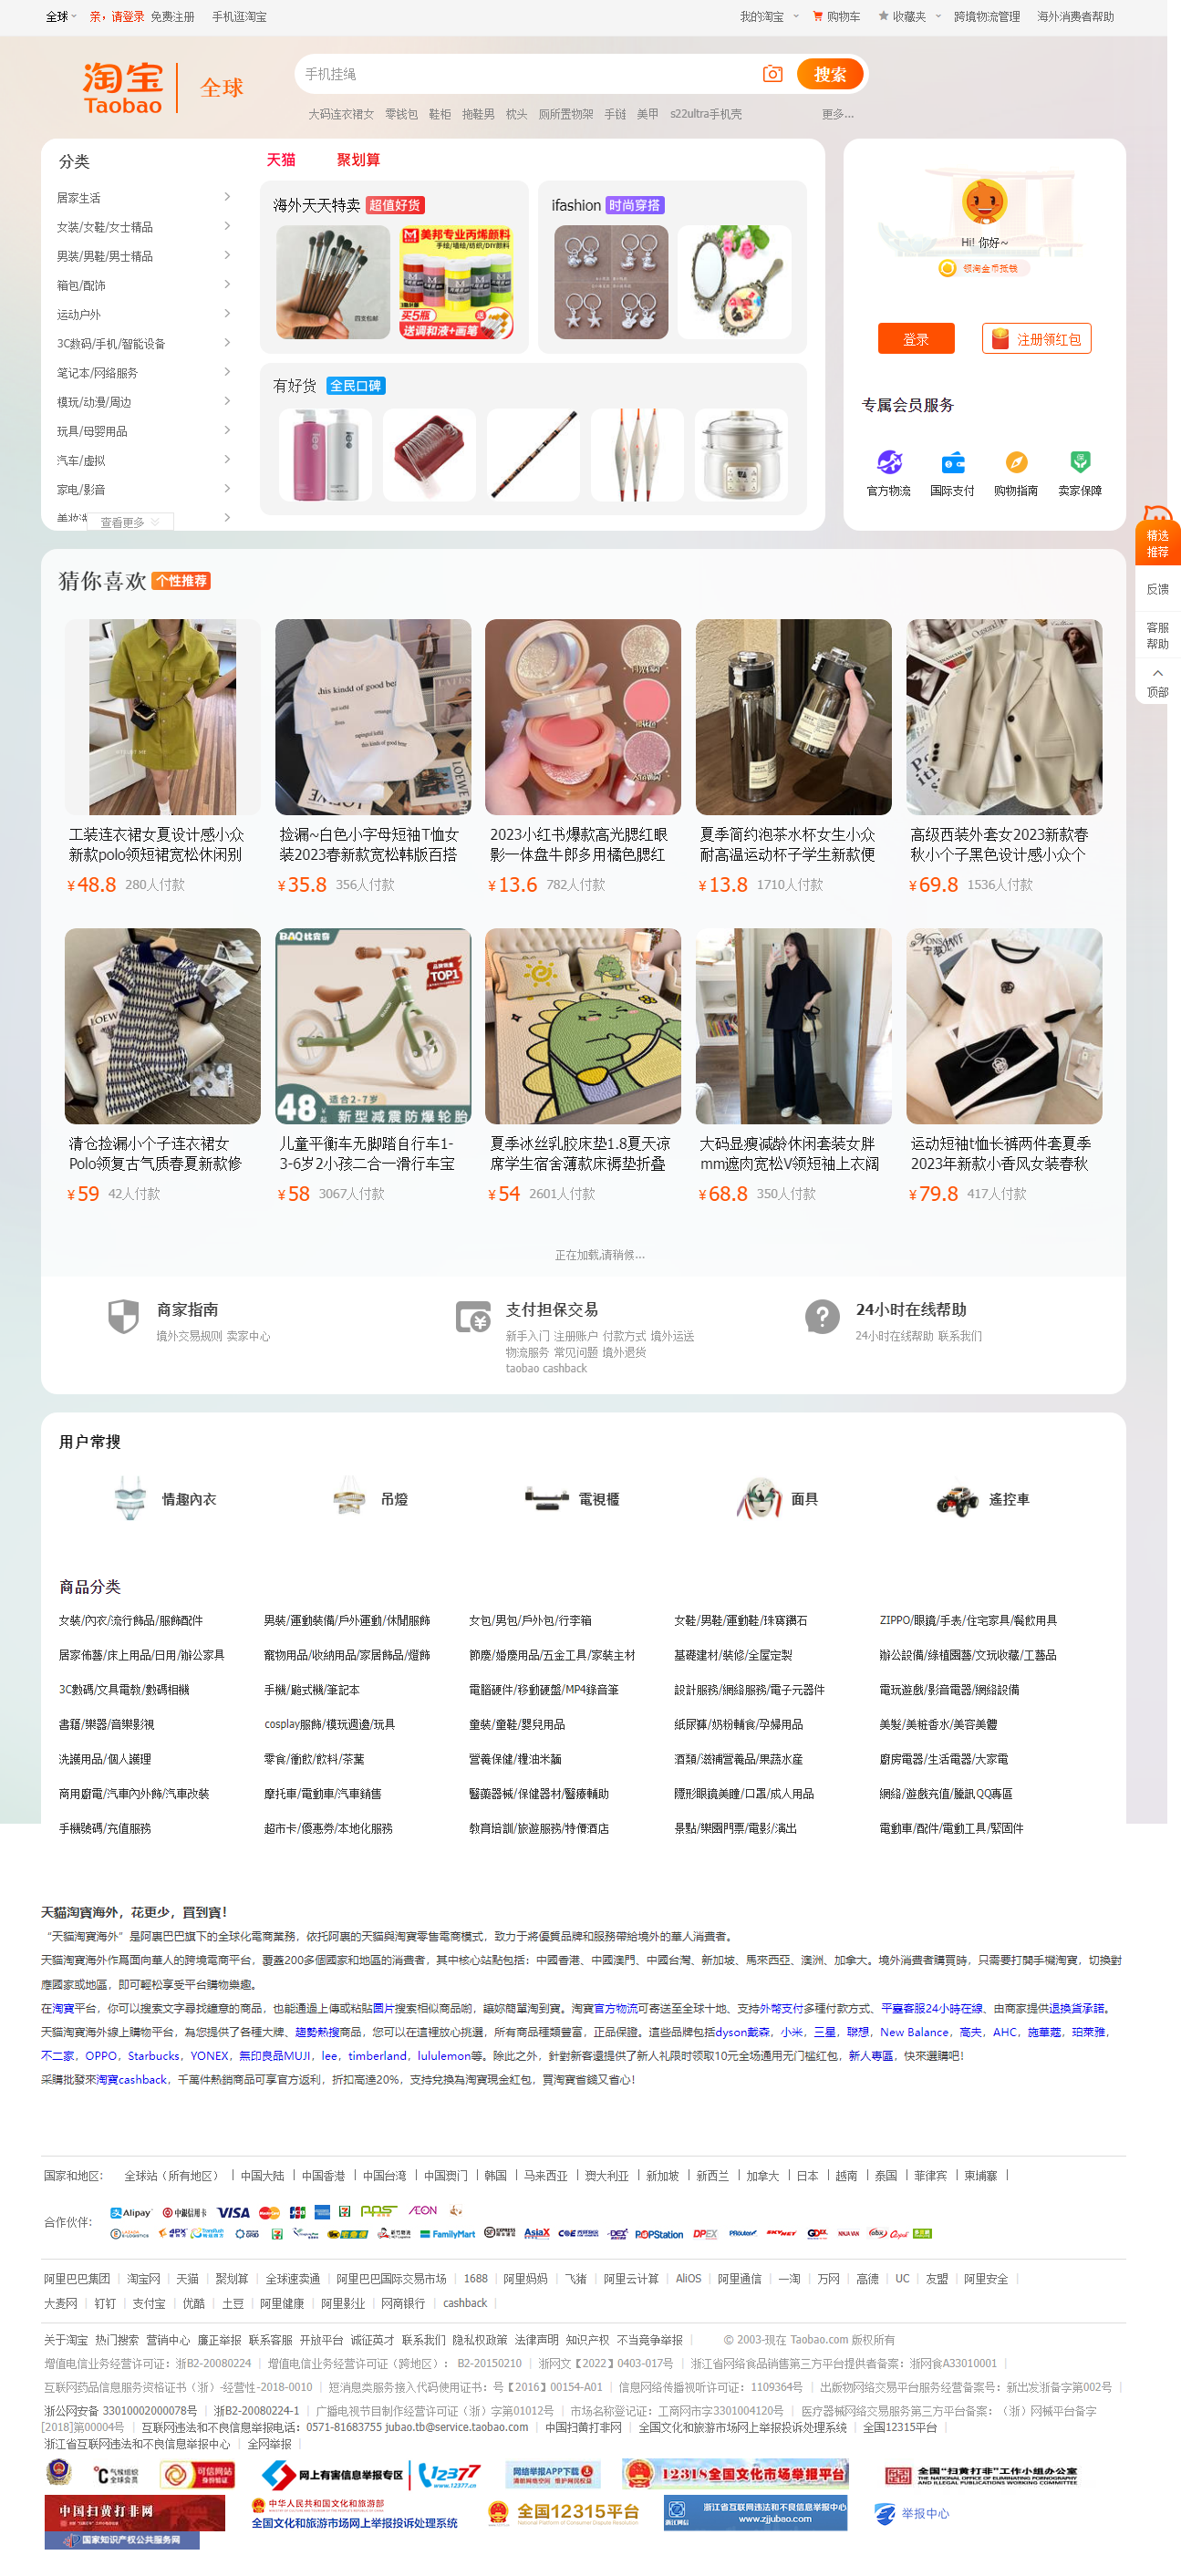 全球
亲，请登录 免费注册 手机逛淘宝
我的淘宝 购物车 收藏夹 跨境物流管理 海外消费者帮助
淘宝 Taobao 全球
手机挂绳
搜索
大码连衣裙女 零钱包 鞋柜 拖鞋男 枕头 厕所置物架 手链 美甲 s22ultra手机壳 更多...
分类
居家生活
女装/女鞋/女士精品
男装/男鞋/男士精品
箱包/配饰
运动户外
3C数码/手机/智能设备
笔记本/网络服务
模玩/动漫/周边
玩具/母婴用品
汽车/虚拟
家电/影音
查看更多
天猫 聚划算
海外天天特卖 超值好货
美邦专业丙烯颜料
手绘/墙绘/纺织/DIY颜料
买5瓶
送调和液+画笔
ifashion 时尚穿搭
有好货 全民口碑
Hi! 你好~
领淘金币抵钱
登录 注册领红包
专属会员服务
官方物流 国际支付 购物指南 卖家保障
精选
推荐
反馈
客服
帮助
顶部
猜你喜欢 个性推荐
工装连衣裙女夏设计感小众
新款polo领短裙宽松休闲别
¥48.8 280人付款
捡漏~白色小字母短袖T恤女
装2023春新款宽松韩版百搭
¥35.8 356人付款
2023小红书爆款高光腮红眼
影一体盘牛郎多用橘色腮红
¥13.6 782人付款
夏季简约泡茶水杯女生小众
耐高温运动杯子学生新款便
¥13.8 1710人付款
高级西装外套女2023新款春
秋小个子黑色设计感小众个
¥69.8 1536人付款
BAQ
TOP1
48
适合2-7岁
新型减震防爆轮胎
清仓捡漏小个子连衣裙女
Polo领复古气质春夏新款修
¥59 42人付款
儿童平衡车无脚踏自行车1-
3-6岁2小孩二合一滑行车宝
¥58 3067人付款
夏季冰丝乳胶床垫1.8夏天凉
席学生宿舍薄款床褥垫折叠
¥54 2601人付款
大码显瘦减龄休闲套装女胖
mm遮肉宽松V领短袖上衣阔
¥68.8 350人付款
运动短袖t恤长裤两件套夏季
2023年新款小香风女装春秋
¥79.8 417人付款
正在加载,请稍候...
商家指南
境外交易规则 卖家中心
支付担保交易
新手入门 注册账户 付款方式 境外运送
物流服务 常见问题 境外退货
taobao cashback
24小时在线帮助
24小时在线帮助 联系我们
用户常搜
情趣內衣 吊燈 電視櫃 面具 遙控車
商品分类
女裝/內衣/流行飾品/服飾配件 男裝/運動裝備/戶外運動/休閒服飾 女包/男包/戶外包/行李箱 女鞋/男鞋/運動鞋/珠寶鑽石 ZIPPO/眼鏡/手表/住宅家具/餐飲用具
居家佈藝/床上用品/日用/辦公家具 寵物用品/收納用品/家居飾品/燈飾 節慶/婚慶用品/五金工具/家裝主材 基礎建材/裝修/全屋定製 辦公設備/綠植園藝/文玩收藏/工藝品
3C數碼/文具電教/數碼相機 手機/颱式機/筆記本 電腦硬件/移動硬盤/MP4錄音筆 設計服務/網絡服務/電子元器件 電玩遊戲/影音電器/網絡設備
書籍/樂器/音樂影視 cosplay服飾/模玩週邊/玩具 童裝/童鞋/嬰兒用品 纸尿褲/奶粉輔食/孕婦用品 美髮/美粧香水/美容美體
洗護用品/個人護理 零食/衝飲/飲料/茶葉 營養保健/糧油米麵 酒類/滋補營養品/果蔬水産 廚房電器/生活電器/大家電
商用廚電/汽車內外飾/汽車改裝 摩托車/電動車/汽車銷售 醫藥器械/保健器材/醫療輔助 隱形眼鏡美瞳/口罩/成人用品 網絡/遊戲充值/騰訊QQ專區
手機號碼/充值服務 超市卡/優惠券/本地化服務 教育培訓/旅遊服務/特價酒店 景點/樂園門票/電影/演出 電動車/配件/電動工具/緊固件
天貓淘寶海外，花更少，買到寶！
“天貓淘寶海外”是阿裏巴巴旗下的全球化電商業務，依托阿裏的天貓與淘寶零售電商模式，致力于將優質品牌和服務帶給境外的華人消費者。
天貓淘寶海外作爲面向華人的跨境電商平台，覆蓋200多個國家和地區的消費者，其中核心站點包括：中國香港、中國澳門、中國台灣、新加坡、馬來西亞、澳洲、加拿大。境外消費者購買時，只需要打開手機淘寶，切換對
應國家或地區，即可輕松享受平台購物樂趣。
在淘寶平台，你可以搜索文字尋找鍾意的商品，也能通過上傳或粘貼圖片搜索相似商品喲，讓妳簡單淘到寶。淘寶官方物流可寄送至全球十地、支持外幣支付多種付款方式、平臺客服24小時在線、由商家提供退換貨承諾。
天貓淘寶海外線上購物平台，為您提供了各種大牌、趨勢熱搜商品，您可以在這裡放心挑選，所有商品種類豐富，正品保證。這些品牌包括dyson戴森，小米，三星，聯想，New Balance，高夫，AHC，施華蔻，珀莱雅，
不二家，OPPO，Starbucks，YONEX，無印良品MUJI，lee，timberland，lululemon等。除此之外，針對新客還提供了新人礼限时领取10元全场通用无门槛红包，新人專區，快來選購吧！
采購批發來淘寶cashback，千萬件熱銷商品可享官方返利，折扣高達20%，支持兌換為淘寶現金紅包，買淘寶省錢又省心！
国家和地区： 全球站（所有地区） 中国大陆 中国香港 中国台湾 中国澳门 韩国 马来西亚 澳大利亚 新加坡 新西兰 加拿大 日本 越南 泰国 菲律宾 柬埔寨
合作伙伴： Alipay VISA MasterCard JCB PPS AEON
FamilyMart AsiaX DEX POPStation DPEX SKYNET GDEX NINJA VAN
阿里巴巴集团 淘宝网 天猫 聚划算 全球速卖通 阿里巴巴国际交易市场 1688 阿里妈妈 飞猪 阿里云计算 AliOS 阿里通信 一淘 万网 高德 UC 友盟 阿里安全
大麦网 钉钉 支付宝 优酷 土豆 阿里健康 阿里影业 网商银行 cashback
关于淘宝 热门搜索 营销中心 廉正举报 联系客服 开放平台 诚征英才 联系我们 隐私权政策 法律声明 知识产权 不当竞争举报 © 2003-现在 Taobao.com 版权所有
增值电信业务经营许可证：浙B2-20080224 增值电信业务经营许可证（跨地区）： B2-20150210 浙网文【2022】0403-017号 浙江省网络食品销售第三方平台提供者备案：浙网食A33010001
互联网药品信息服务资格证书（浙）-经营性-2018-0010 短消息类服务接入代码使用证书：号【2016】00154-A01 信息网络传播视听许可证：1109364号 出版物网络交易平台服务经营备案号：新出发浙备字第002号
浙公网安备 33010002000078号 浙B2-20080224-1 广播电视节目制作经营许可证（浙）字第01012号 市场名称登记证：工商网市字3301004120号 医疗器械网络交易服务第三方平台备案：（浙）网械平台备字
[2018]第00004号 互联网违法和不良信息举报电话：0571-81683755 jubao.tb@service.taobao.com 中国扫黄打非网 全国文化和旅游市场网上举报投诉处理系统 全国12315平台
浙江省互联网违法和不良信息举报中心 全网举报
气候组织 全球会员 可信网站 身份验证 网上有害信息举报专区 12377 www.12377.cn 网络举报APP下载 清朗网络空间 维护网民权益 12318全国文化市场举报平台 全国“扫黄打非”工作小组办公室
中国扫黄打非网 中华人民共和国文化和旅游部 全国文化和旅游市场网上举报投诉处理系统 全国12315平台 浙江省互联网违法和不良信息举报中心 www.zjjubao.com 举报中心
国家知识产权公共服务网